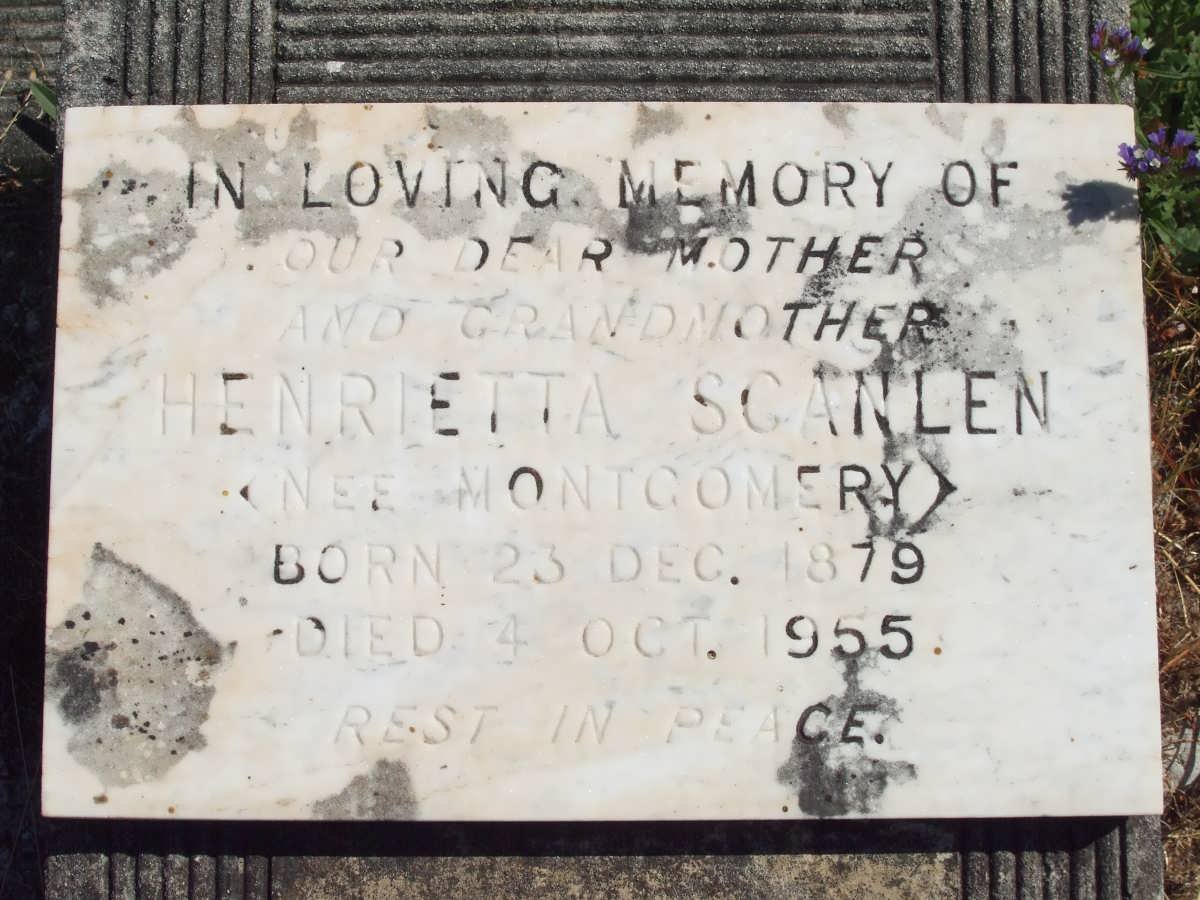 IN LOVING MEMORY OF
OUR DEAR MOTHER
AND GRANDMOTHER
HENRIETTA SCANLEN
<NEE MONTGOMERY>
BORN 23 DEC. 1879
DIED 4 OCT. 1955
REST IN PEACE.